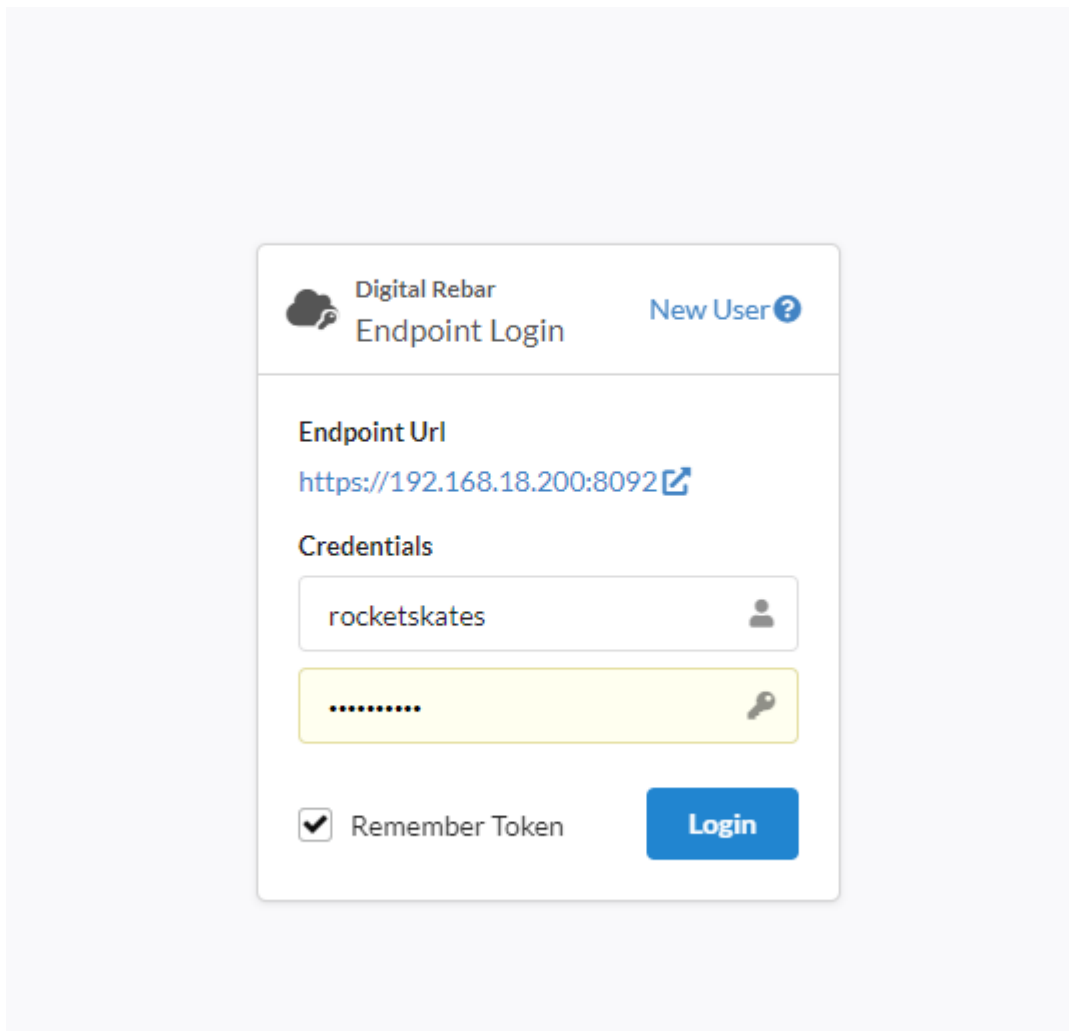 Digital Rebar
Endpoint Login
New User
Endpoint Url
https://192.168.18.200:8092
Credentials
rocketskates
••••••••••
Remember Token
Login